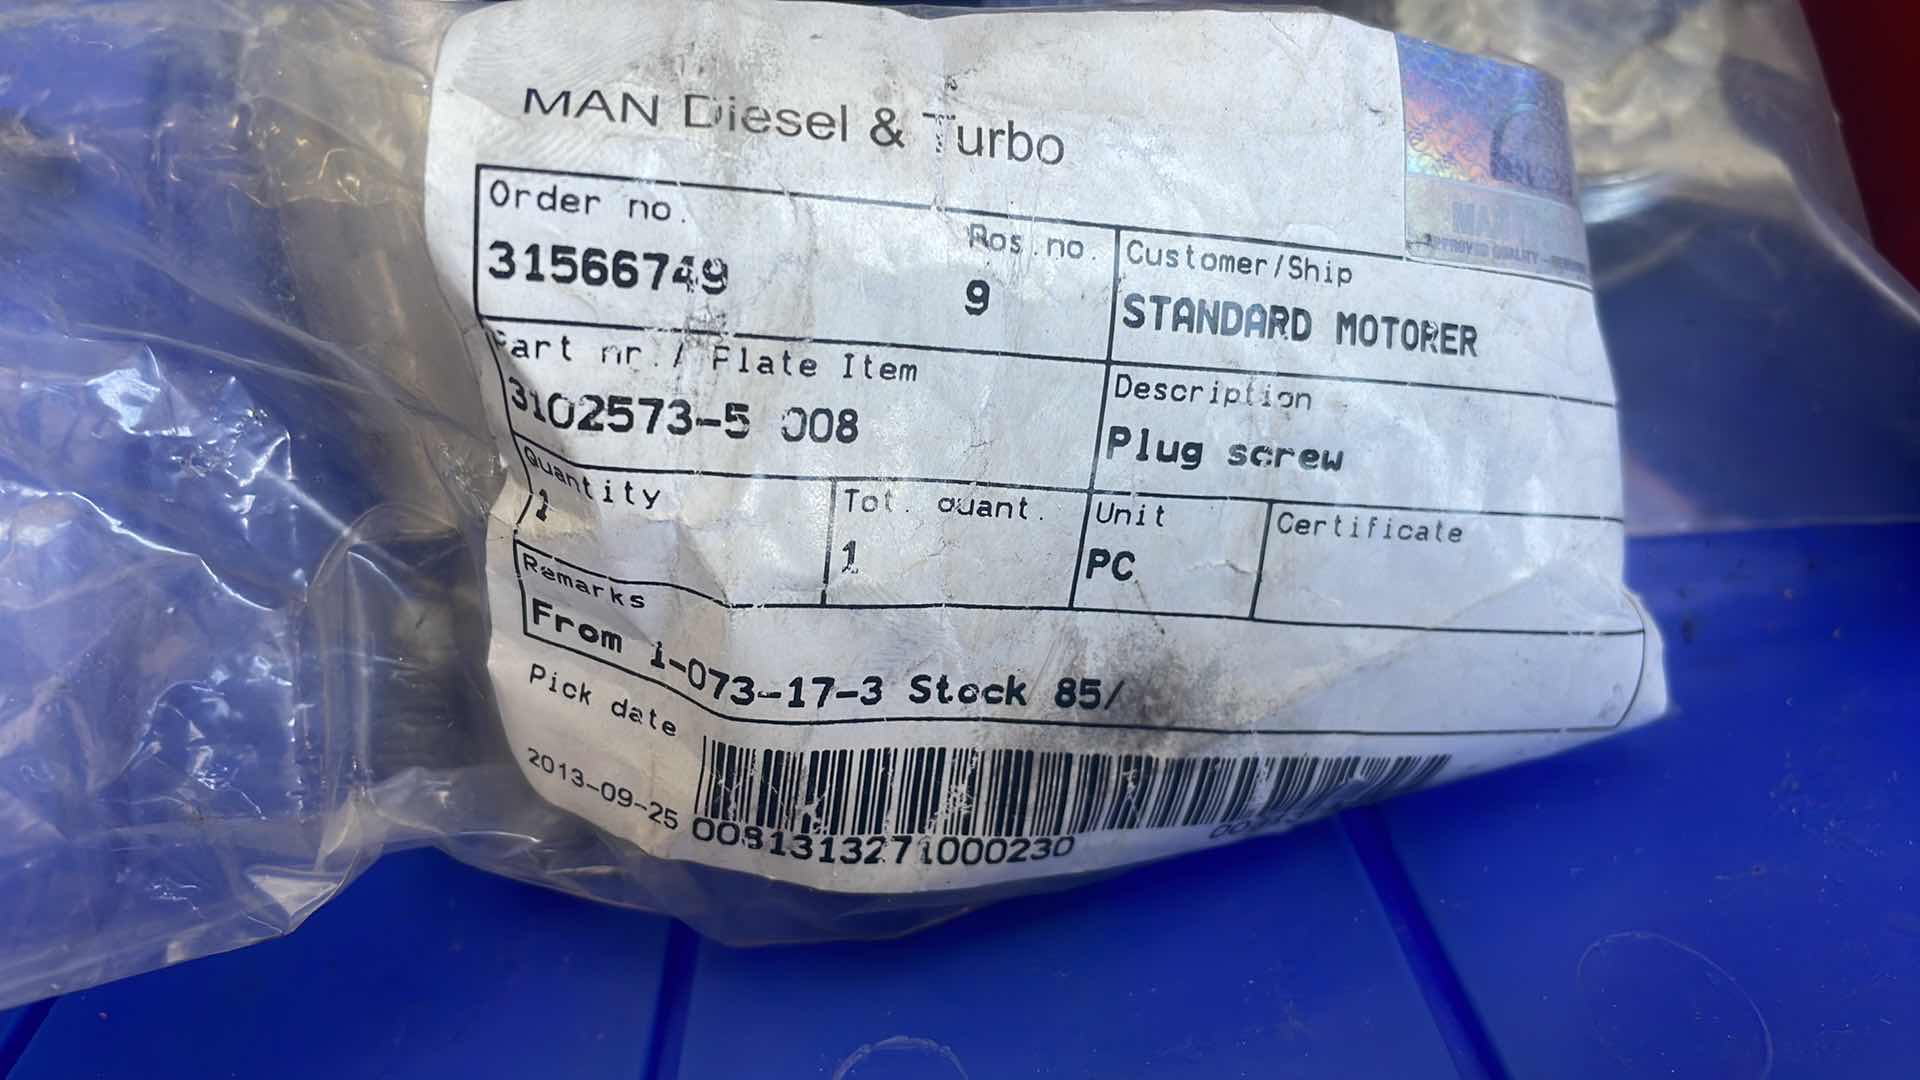 MAN Diesel & Turbo
Order no.
Pos.no.
Customer/Ship
31566749
9
STANDARD MOTORER
Part nr./ Plate Item
Description
3102573-5 008
Plug screw
Quantity
Tot. quant.
Unit
Certificate
1
1
PC
Remarks
From 1-073-17-3 Stock 85/
Pick date
2013-09-25
0081313271000230